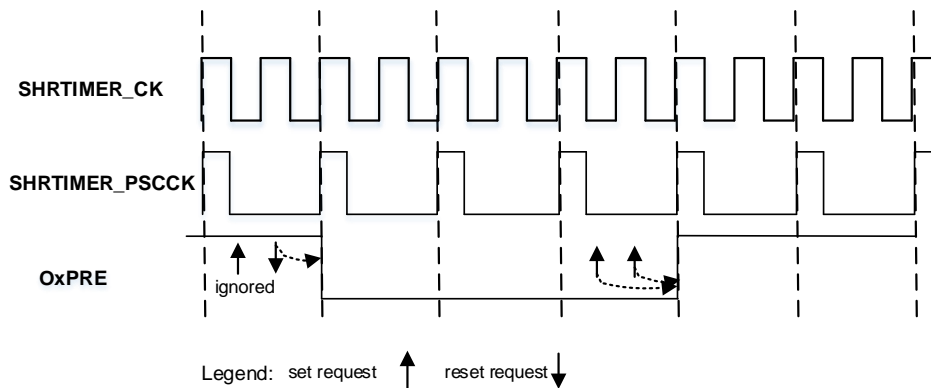 SHRTIMER_CK
SHRTIMER_PSCCK
OxPRE
ignored
Legend: set request reset request